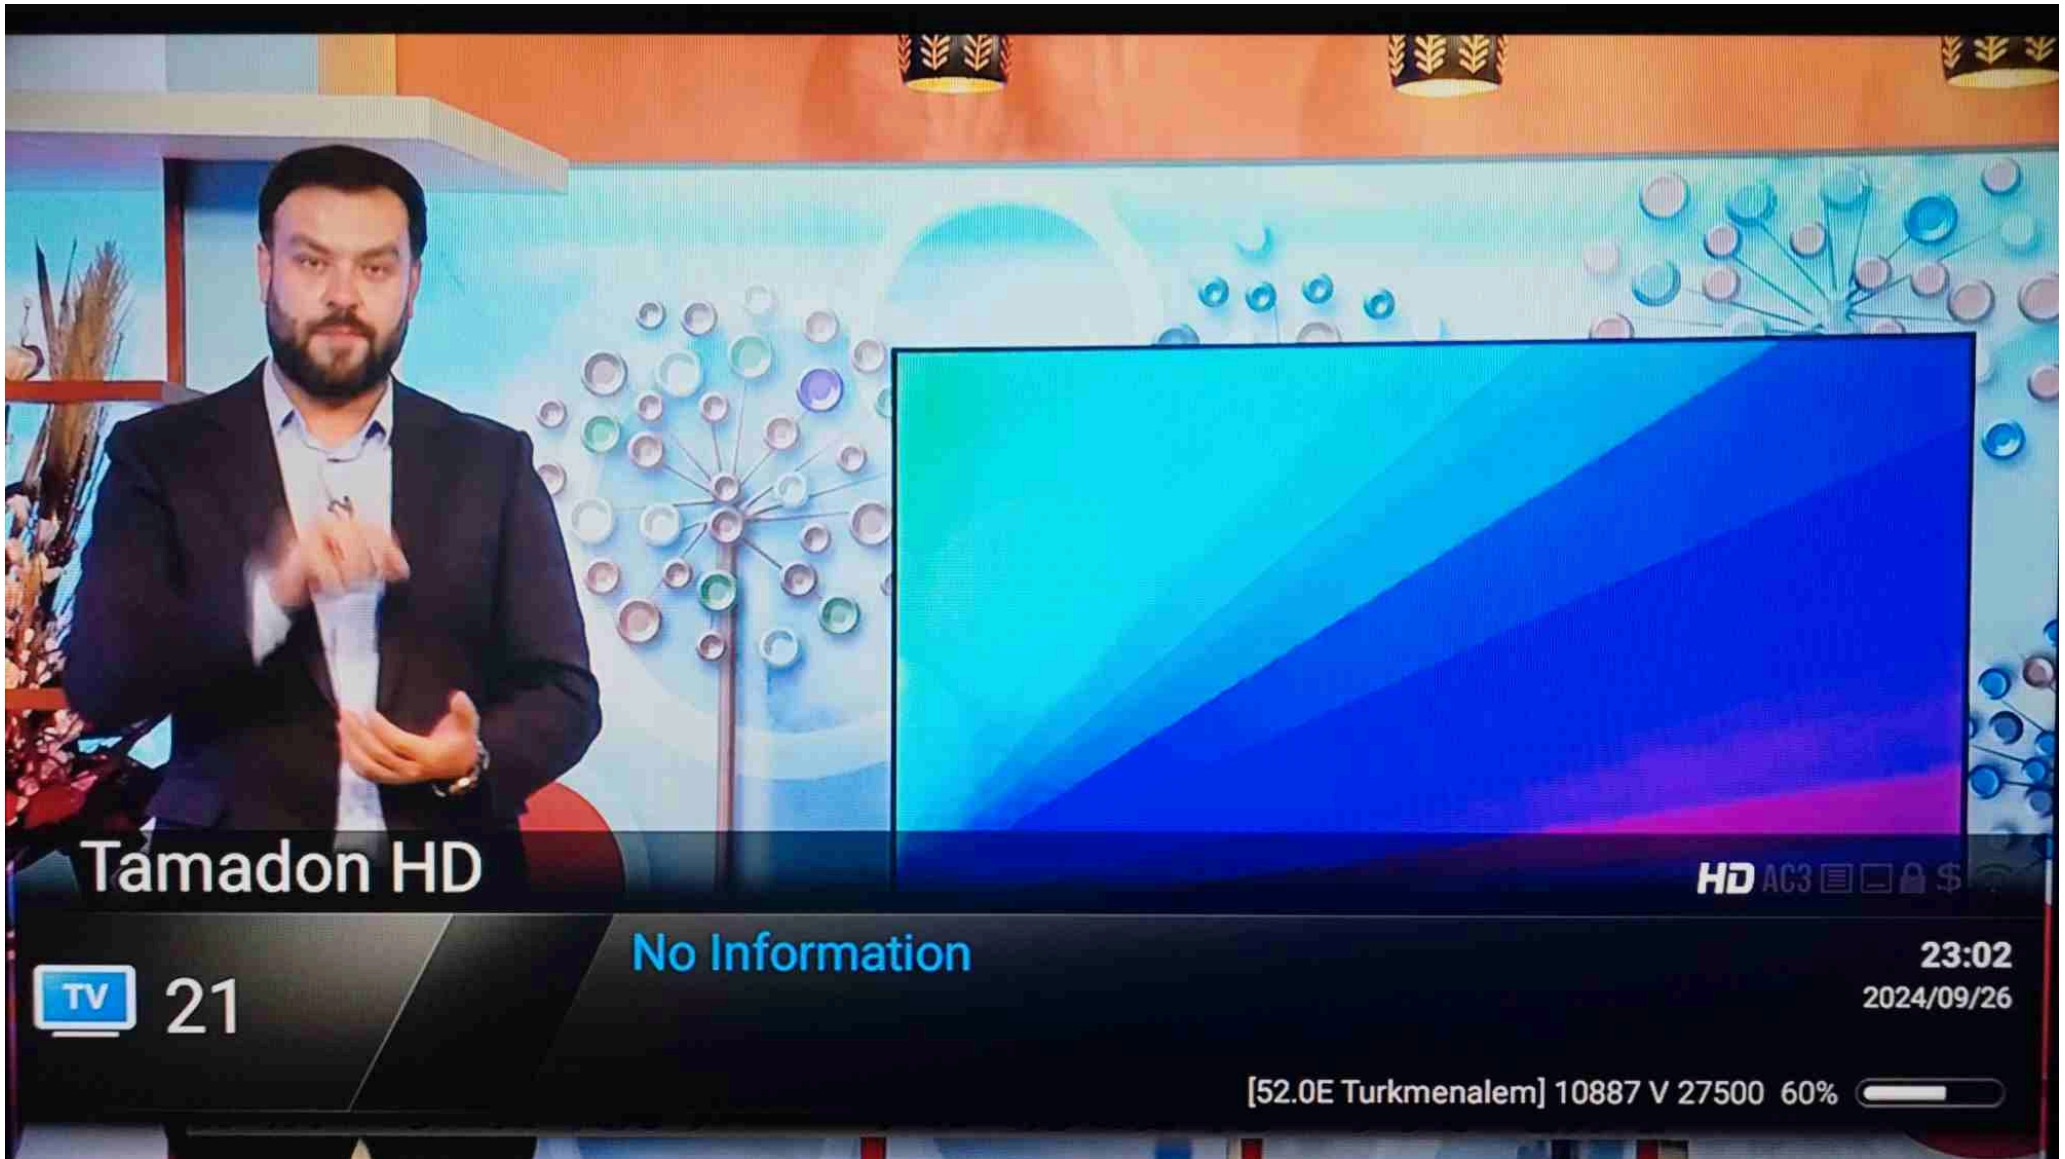 Tamadon HD
HD AC3 $
No Information
TV 21
23:02
2024/09/26
[52.0E Turkmenalem] 10887 V 27500 60%